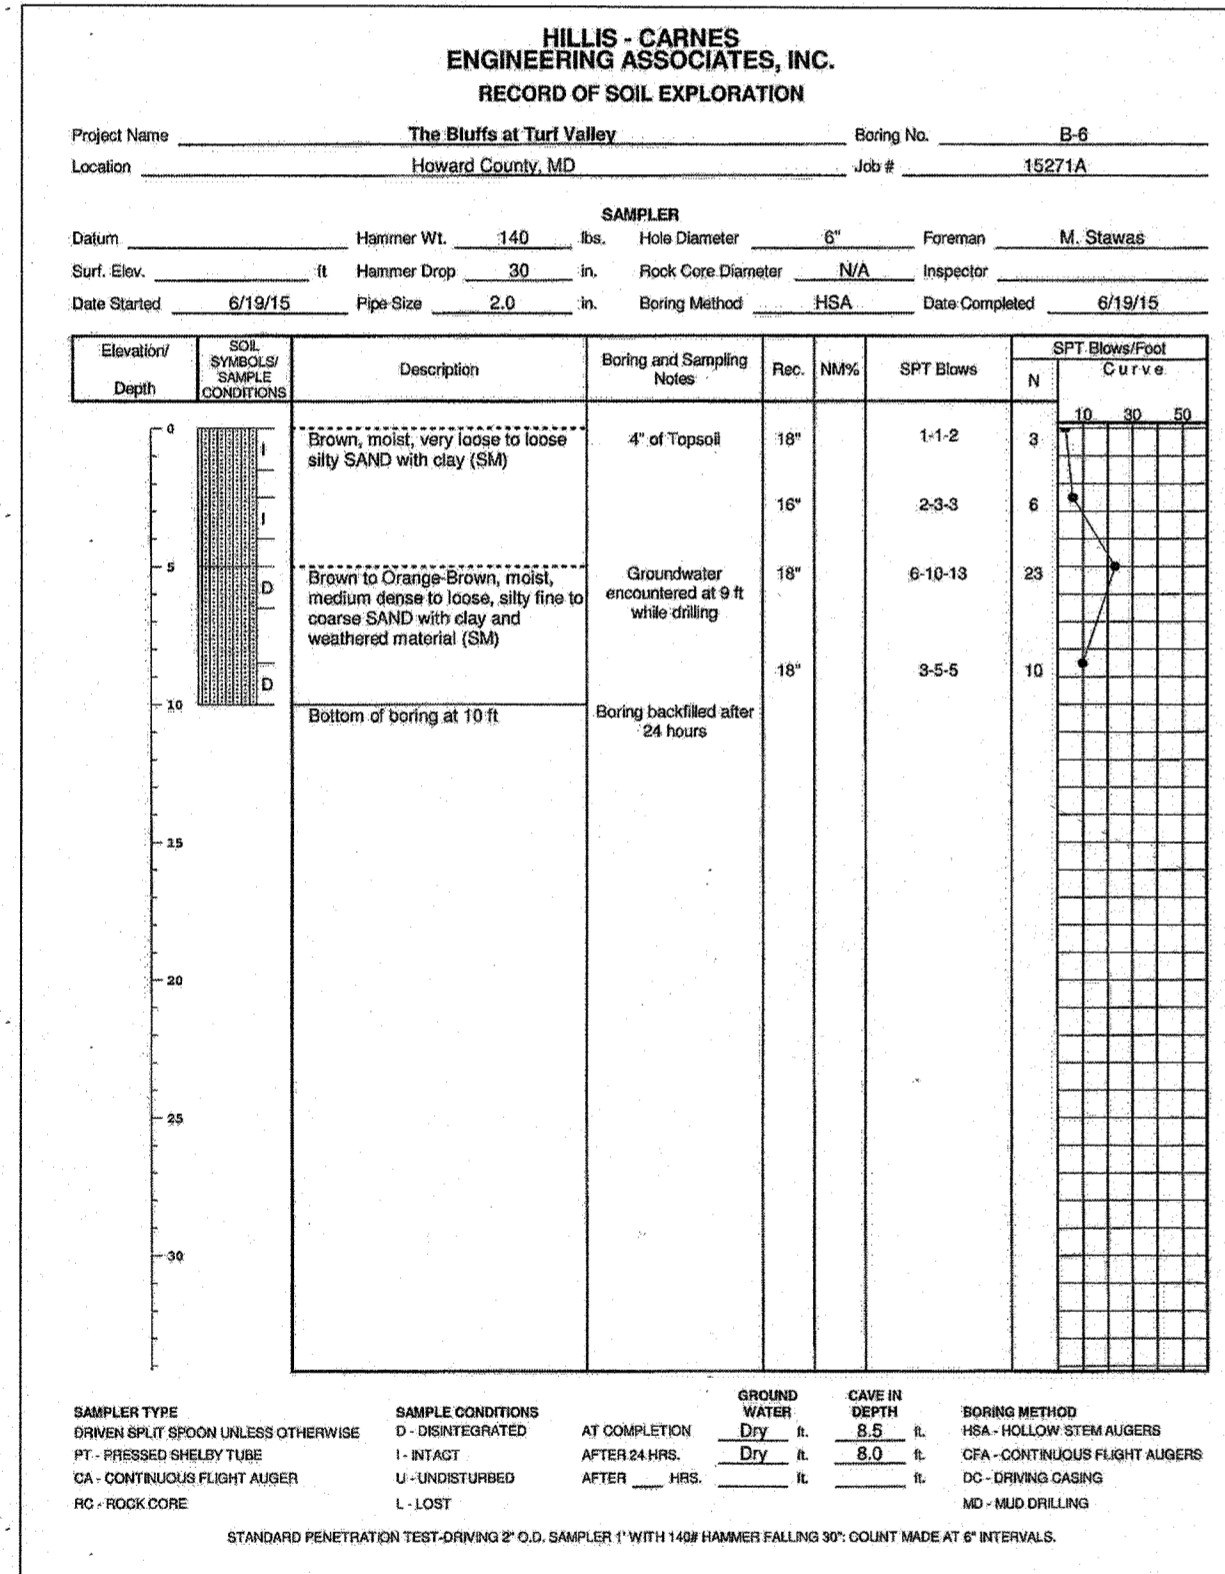 HILLIS - CARNES
ENGINEERING ASSOCIATES, INC.
RECORD OF SOIL EXPLORATION
Project Name The Bluffs at Turf Valley Boring No. B-6
Location Howard County, MD Job # 15271A
SAMPLER
Datum Hammer Wt. 140 lbs. Hole Diameter 6" Foreman M. Stawas
Surf. Elev. ft Hammer Drop 30 in. Rock Core Diameter N/A Inspector
Date Started 6/19/15 Pipe Size 2.0 in. Boring Method HSA Date Completed 6/19/15
Elevation/
Depth
SOIL
SYMBOLS/
SAMPLE
CONDITIONS
Description
Boring and Sampling
Notes
Rec.
NM%
SPT Blows
SPT Blows/Foot
N
Curve
10 30 50
0
I
Brown, moist, very loose to loose
silty SAND with clay (SM)
4" of Topsoil
18"
1-1-2
3
I
16"
2-3-3
6
5
D
Brown to Orange-Brown, moist,
medium dense to loose, silty fine to
coarse SAND with clay and
weathered material (SM)
Groundwater
encountered at 9 ft
while drilling
18"
6-10-13
23
D
18"
3-5-5
10
10
Bottom of boring at 10 ft
Boring backfilled after
24 hours
15
20
25
30
SAMPLER TYPE
DRIVEN SPLIT SPOON UNLESS OTHERWISE
PT - PRESSED SHELBY TUBE
CA - CONTINUOUS FLIGHT AUGER
RC - ROCK CORE
SAMPLE CONDITIONS
D - DISINTEGRATED
I - INTACT
U - UNDISTURBED
L - LOST
GROUND
WATER
CAVE IN
DEPTH
AT COMPLETION Dry ft. 8.5 ft.
AFTER 24 HRS. Dry ft. 8.0 ft.
AFTER HRS. ft. ft.
BORING METHOD
HSA - HOLLOW STEM AUGERS
CFA - CONTINUOUS FLIGHT AUGERS
DC - DRIVING CASING
MD - MUD DRILLING
STANDARD PENETRATION TEST-DRIVING 2" O.D. SAMPLER 1' WITH 140# HAMMER FALLING 30": COUNT MADE AT 6" INTERVALS.